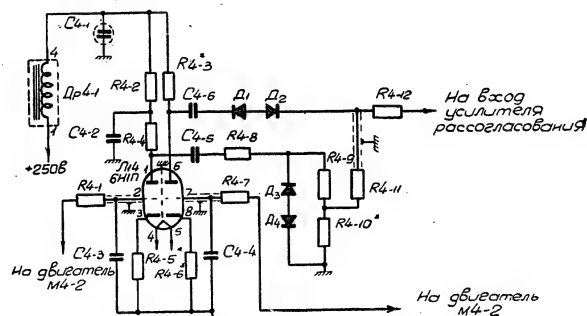 C4-1
4
Др4-1
1
+250В
R4-2
R4-3*
C4-6
Д1
Д2
R4-12
На вход
усилителя
рассогласования
C4-2
R4-4
C4-5
R4-8
R4-9
R4-11
Л14
6Н1П
1
6
R4-1
2
7
R4-7
3
8
4
5
Д3
Д4
R4-10*
C4-3
R4-5*
R4-6*
C4-4
На двигатель
М4-2
На двигатель
М4-2